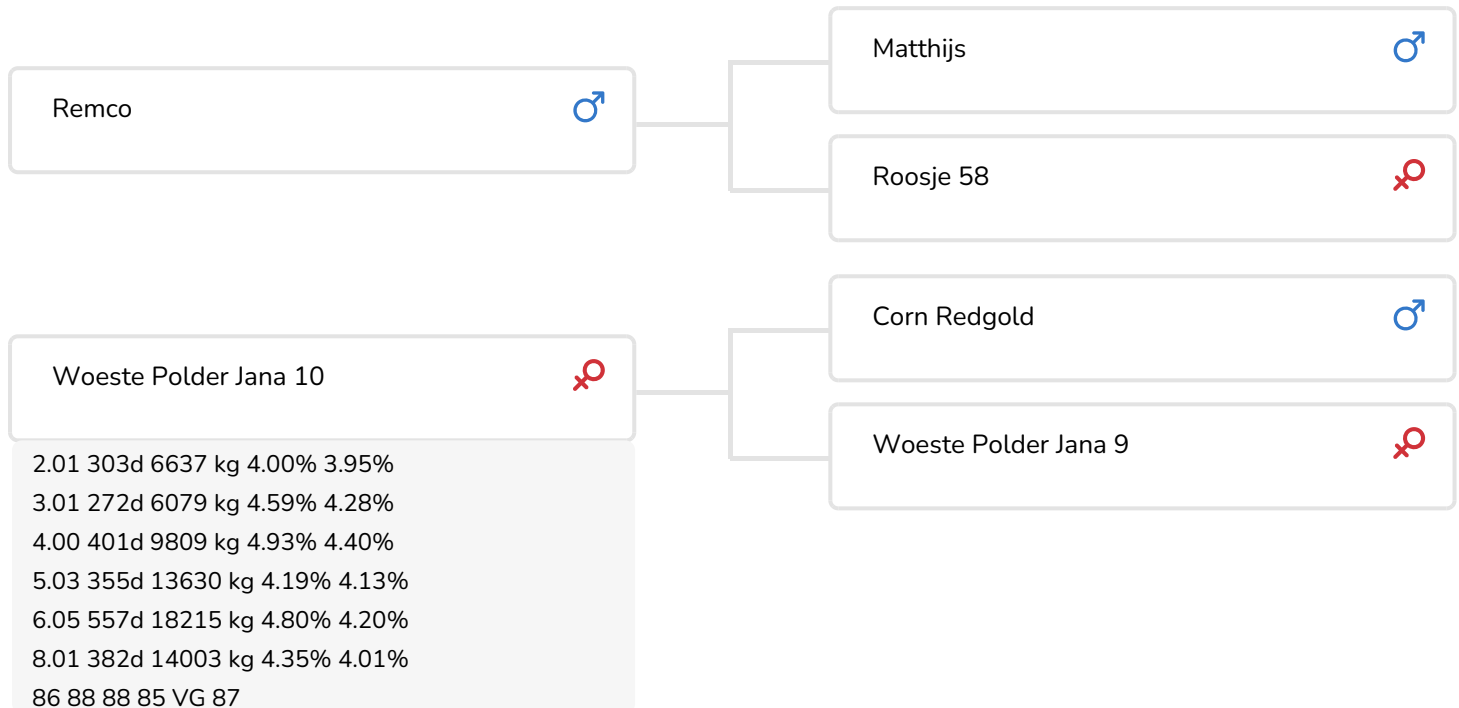 Remco
Matthijs
Roosje 58
Woeste Polder Jana 10
Corn Redgold
Woeste Polder Jana 9
2.01 303d 6637 kg 4.00% 3.95%
3.01 272d 6079 kg 4.59% 4.28%
4.00 401d 9809 kg 4.93% 4.40%
5.03 355d 13630 kg 4.19% 4.13%
6.05 557d 18215 kg 4.80% 4.20%
8.01 382d 14003 kg 4.35% 4.01%
86 88 88 85 VG 87